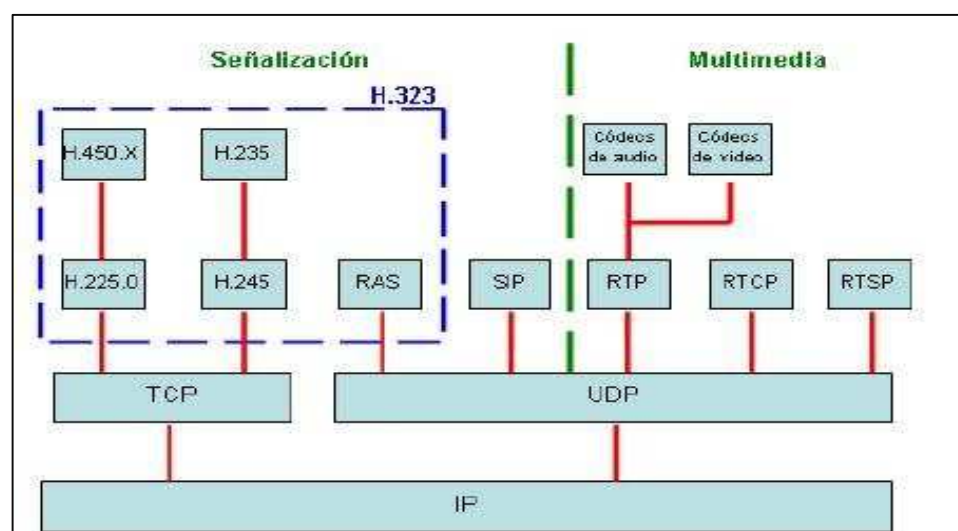 Señalización
Multimedia
H.323
H.450.X
H.235
Códecs
de audio
Códecs
de video
H.225.0
H.245
RAS
SIP
RTP
RTCP
RTSP
TCP
UDP
IP